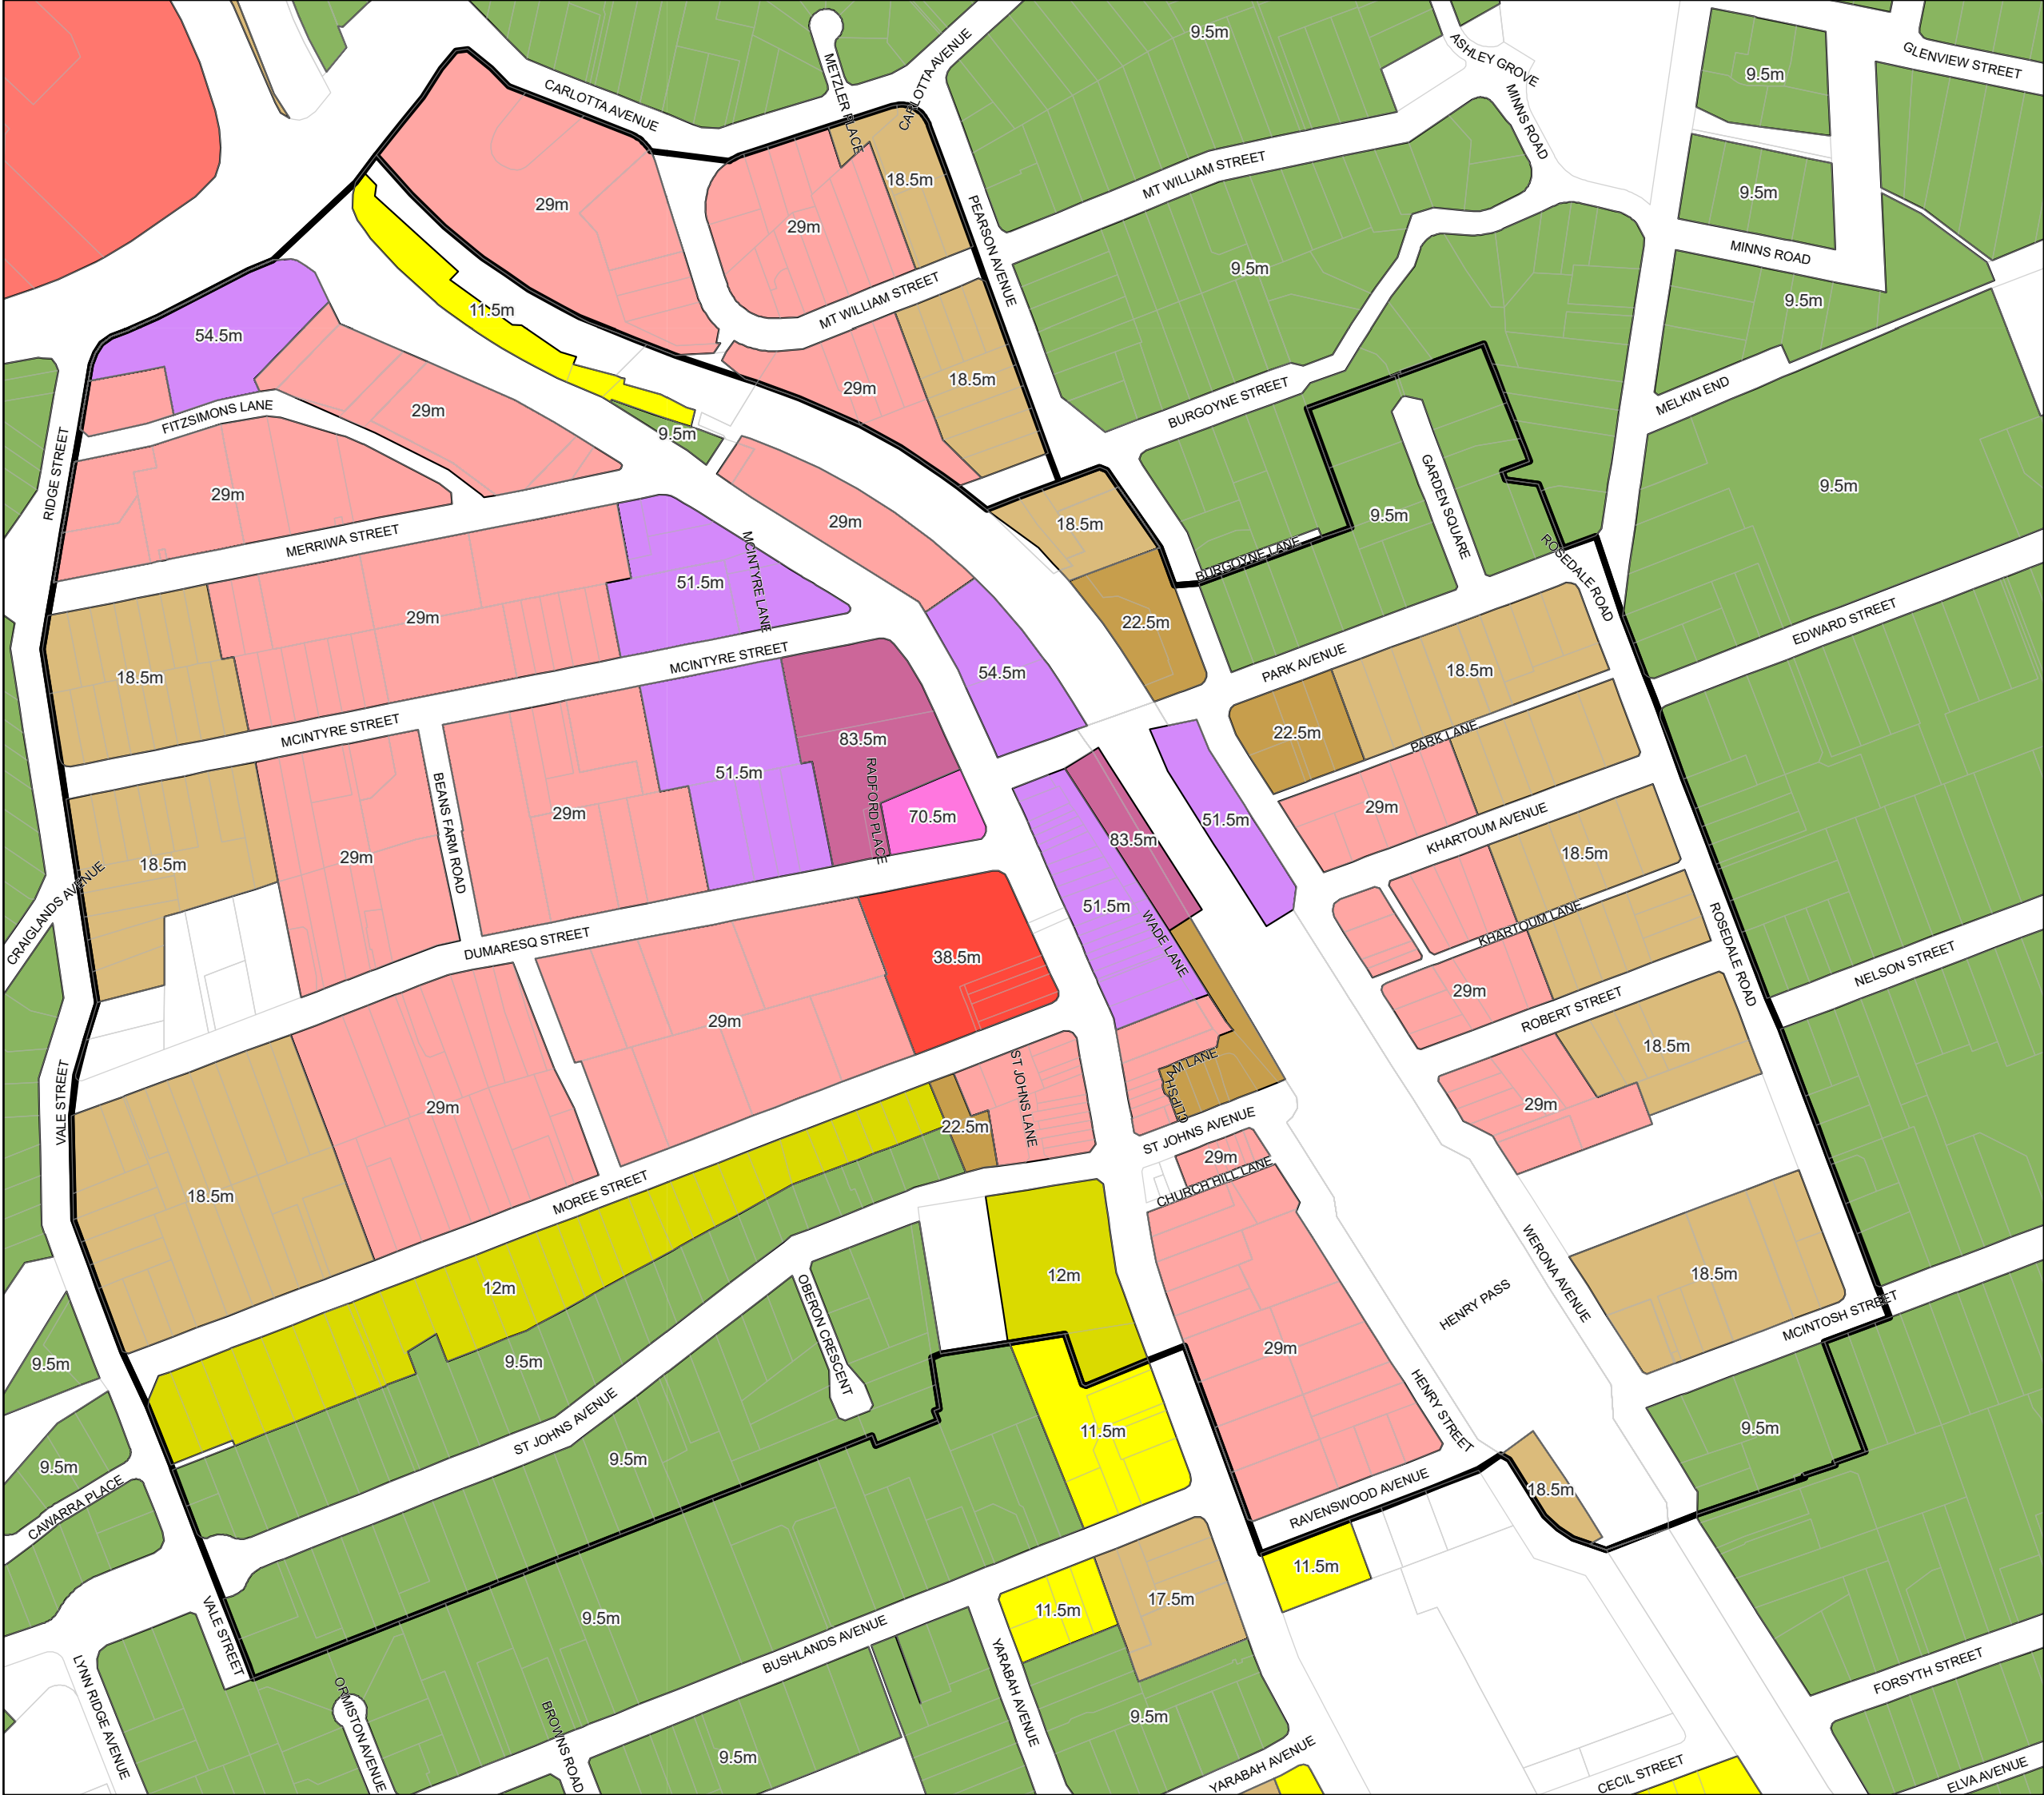 9.5m
ASHLEY GROVE
GLENVIEW STREET
METZLER PLACE
CARLOTTA AVENUE
9.5m
CARLOTTA AVENUE
MINNS ROAD
MT WILLIAM STREET
18.5m
9.5m
29m
29m
PEARSON AVENUE
MINNS ROAD
9.5m
9.5m
11.5m
MT WILLIAM STREET
54.5m
29m
18.5m
BURGOYNE STREET
MELKIN END
FITZSIMONS LANE
29m
9.5m
RIDGE STREET
29m
9.5m
29m
18.5m
9.5m
GARDEN SQUARE
MERRIWA STREET
MCINTYRE LANE
51.5m
BURGOYNE LANE
ROSEDALE ROAD
29m
22.5m
EDWARD STREET
MCINTYRE STREET
18.5m
54.5m
PARK AVENUE
18.5m
MCINTYRE STREET
83.5m
22.5m
PARK LANE
51.5m
BEANS FARM ROAD
29m
RADFORD PLACE
70.5m
29m
51.5m
KHARTOUM AVENUE
83.5m
29m
18.5m
18.5m
CRAIGLANDS AVENUE
51.5m
WADE LANE
KHARTOUM LANE
ROSEDALE ROAD
DUMARESQ STREET
38.5m
NELSON STREET
29m
29m
ROBERT STREET
18.5m
VALE STREET
ST JOHNS LANE
CLIPSHAM LANE
29m
29m
22.5m
ST JOHNS AVENUE
29m
CHURCH HILL LANE
18.5m
MOREE STREET
12m
12m
OBERON CRESCENT
WERONA AVENUE
18.5m
HENRY PASS
MCINTOSH STREET
9.5m
9.5m
29m
HENRY STREET
9.5m
11.5m
ST JOHNS AVENUE
9.5m
9.5m
CAWARRA PLACE
RAVENSWOOD AVENUE
18.5m
11.5m
VALE STREET
9.5m
11.5m
17.5m
BUSHLANDS AVENUE
YARABAH AVENUE
LYNN RIDGE AVENUE
ORMISTON AVENUE
BROWNS ROAD
FORSYTH STREET
9.5m
9.5m
YARABAH AVENUE
CECIL STREET
ELVA AVENUE